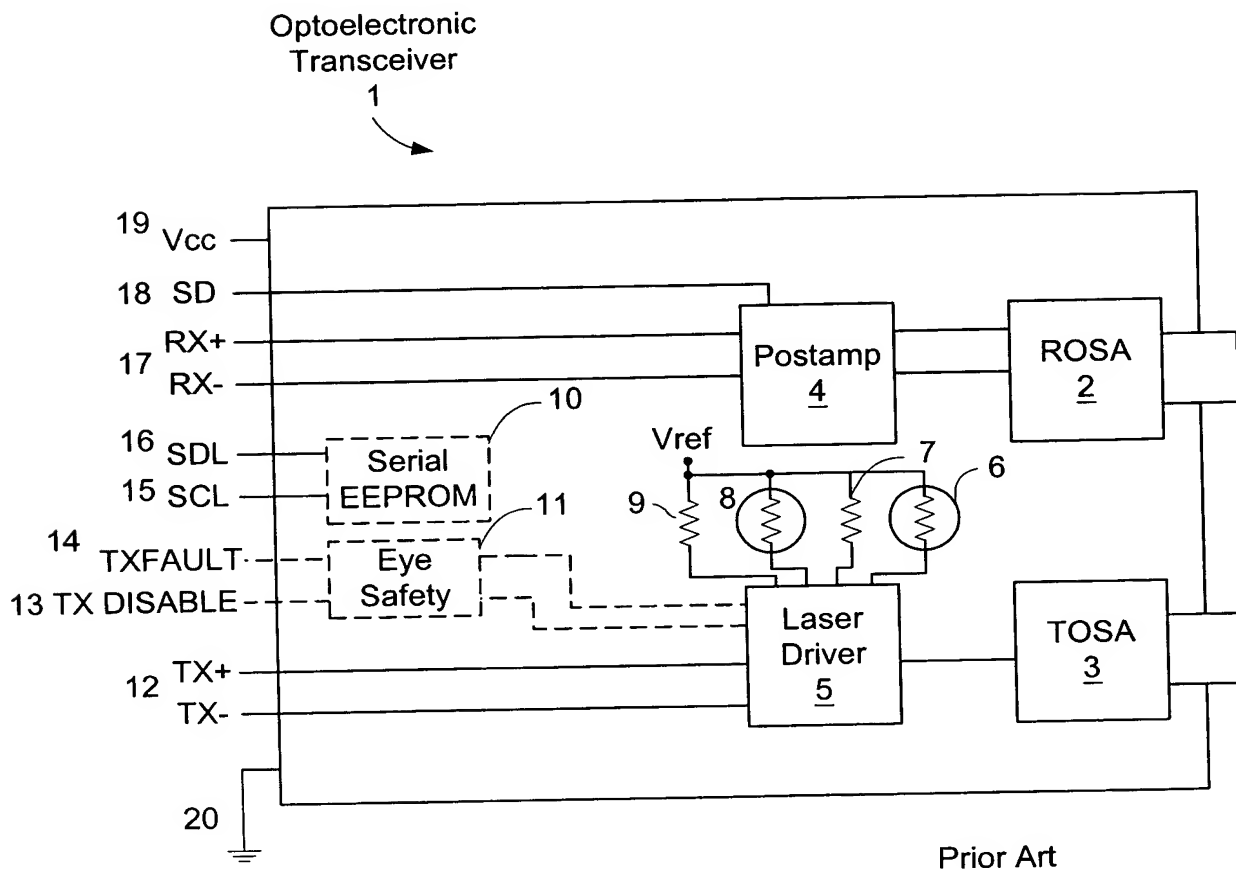 Optoelectronic
Transceiver
1
19 Vcc
18 SD
RX+
17
RX-
Postamp
4
ROSA
2
10
16 SDL
15 SCL
Serial
EEPROM
Vref
7
6
9
8
11
14
TXFAULT
13 TX DISABLE
Eye
Safety
Laser
Driver
5
TOSA
3
TX+
12
TX-
20
Prior Art